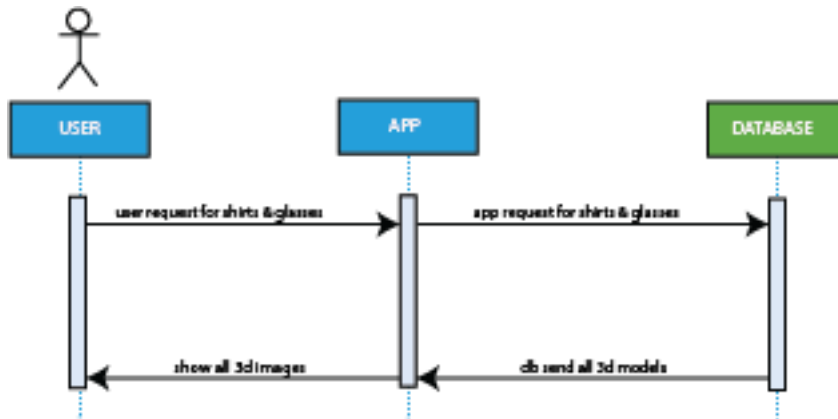 USER
APP
DATABASE
user request for shirts & glasses
app request for shirts & glasses
show all 3d images
db send all 3d models